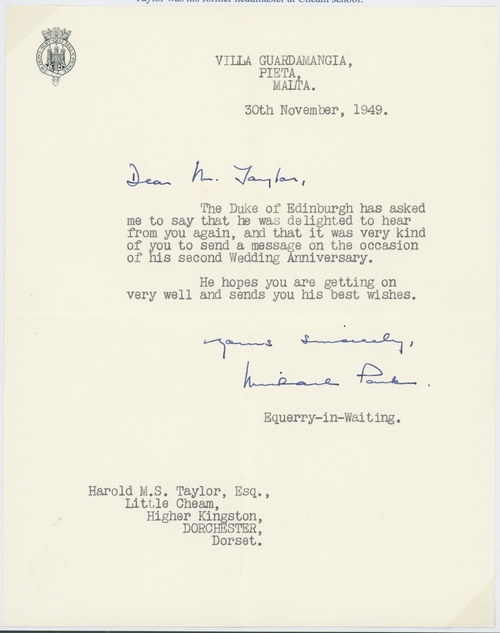 Taylor was his former headmaster at Cheam school.
VILLA GUARDAMANGIA,
PIETA,
MALTA.
30th November, 1949.
Dear Mr. Taylor,
The Duke of Edinburgh has asked
me to say that he was delighted to hear
from you again, and that it was very kind
of you to send a message on the occasion
of his second Wedding Anniversary.
He hopes you are getting on
very well and sends you his best wishes.
Yours sincerely,
Michael Parker.
Equerry-in-Waiting.
Harold M.S. Taylor, Esq.,
Little Cheam,
Higher Kingston,
DORCHESTER,
Dorset.